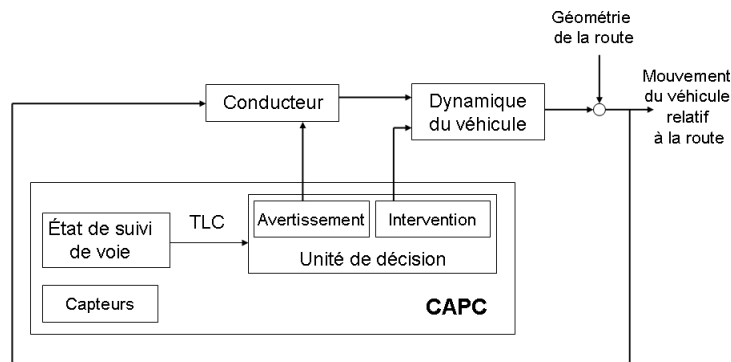 Géométrie
de la route
Mouvement
du véhicule
relatif
à la route
Conducteur
Dynamique
du véhicule
État de suivi
de voie
TLC
Avertissement
Intervention
Unité de décision
Capteurs
CAPC